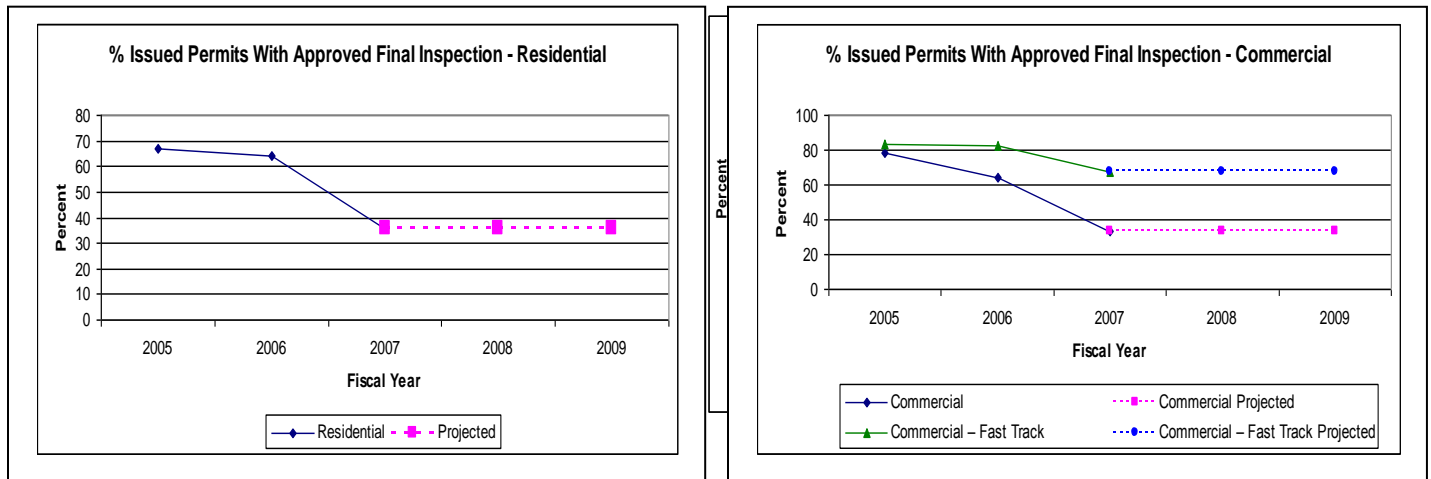 % Issued Permits With Approved Final Inspection - Residential
80
70
60
50
40
30
20
10
0
Percent
2005 2006 2007 2008 2009
Fiscal Year
Residential Projected
Percent
% Issued Permits With Approved Final Inspection - Commercial
100
80
60
40
20
0
2005 2006 2007 2008 2009
Fiscal Year
Commercial Commercial Projected
Commercial – Fast Track Commercial – Fast Track Projected